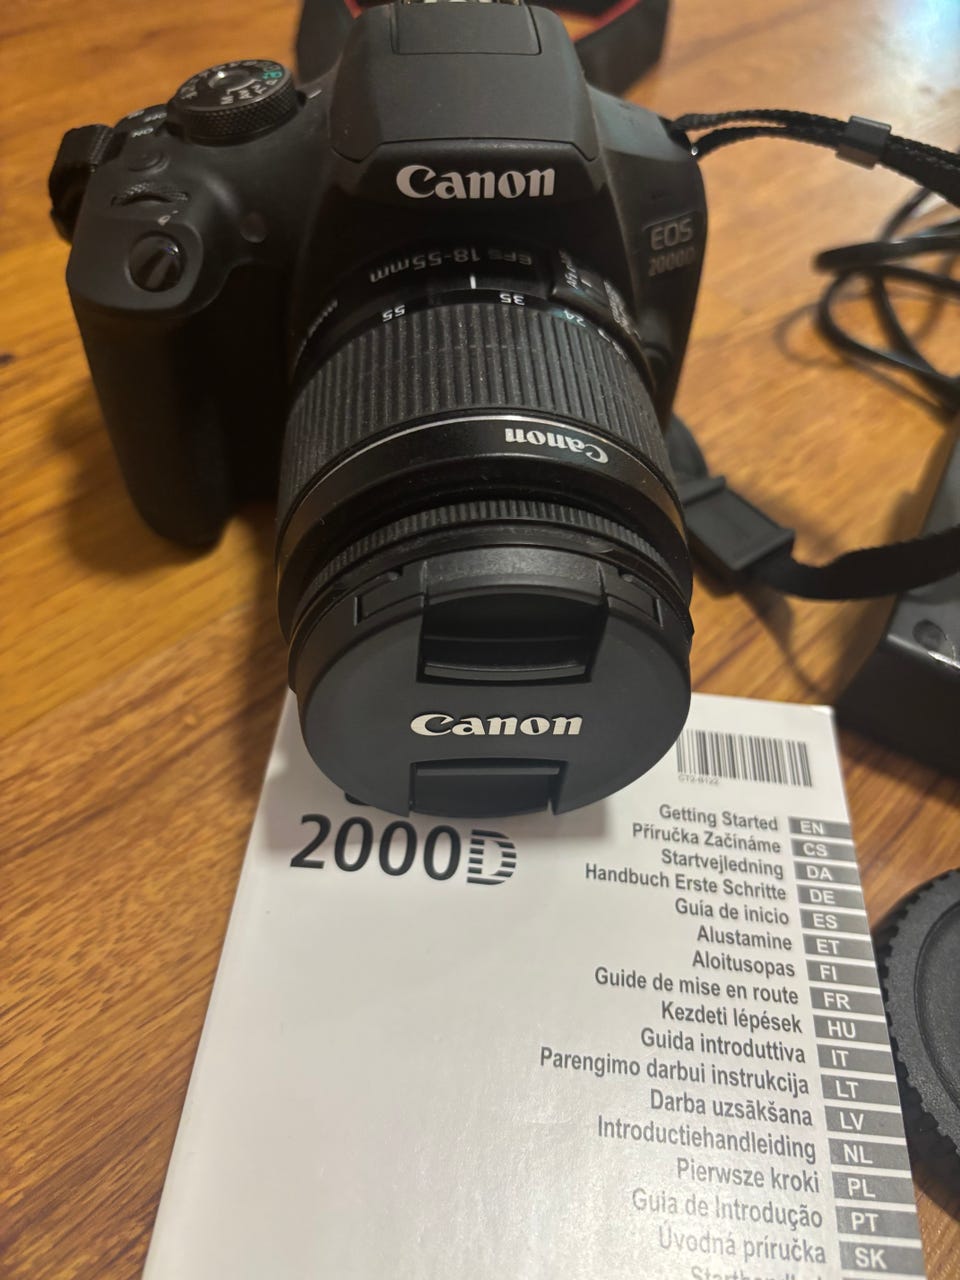 Canon
EOS
2000D
ON
EFS 18-55mm
55
35
24
Canon
Canon
2000D
Getting Started EN
Příručka Začínáme CS
Startvejledning DA
Handbuch Erste Schritte DE
Guía de inicio ES
Alustamine ET
Aloitusopas FI
Guide de mise en route FR
Kezdeti lépések HU
Guida introduttiva IT
Parengimo darbui instrukcija LT
Darba uzsākšana LV
Introductiehandleiding NL
Pierwsze kroki PL
Guia de Introdução PT
Úvodná príručka SK